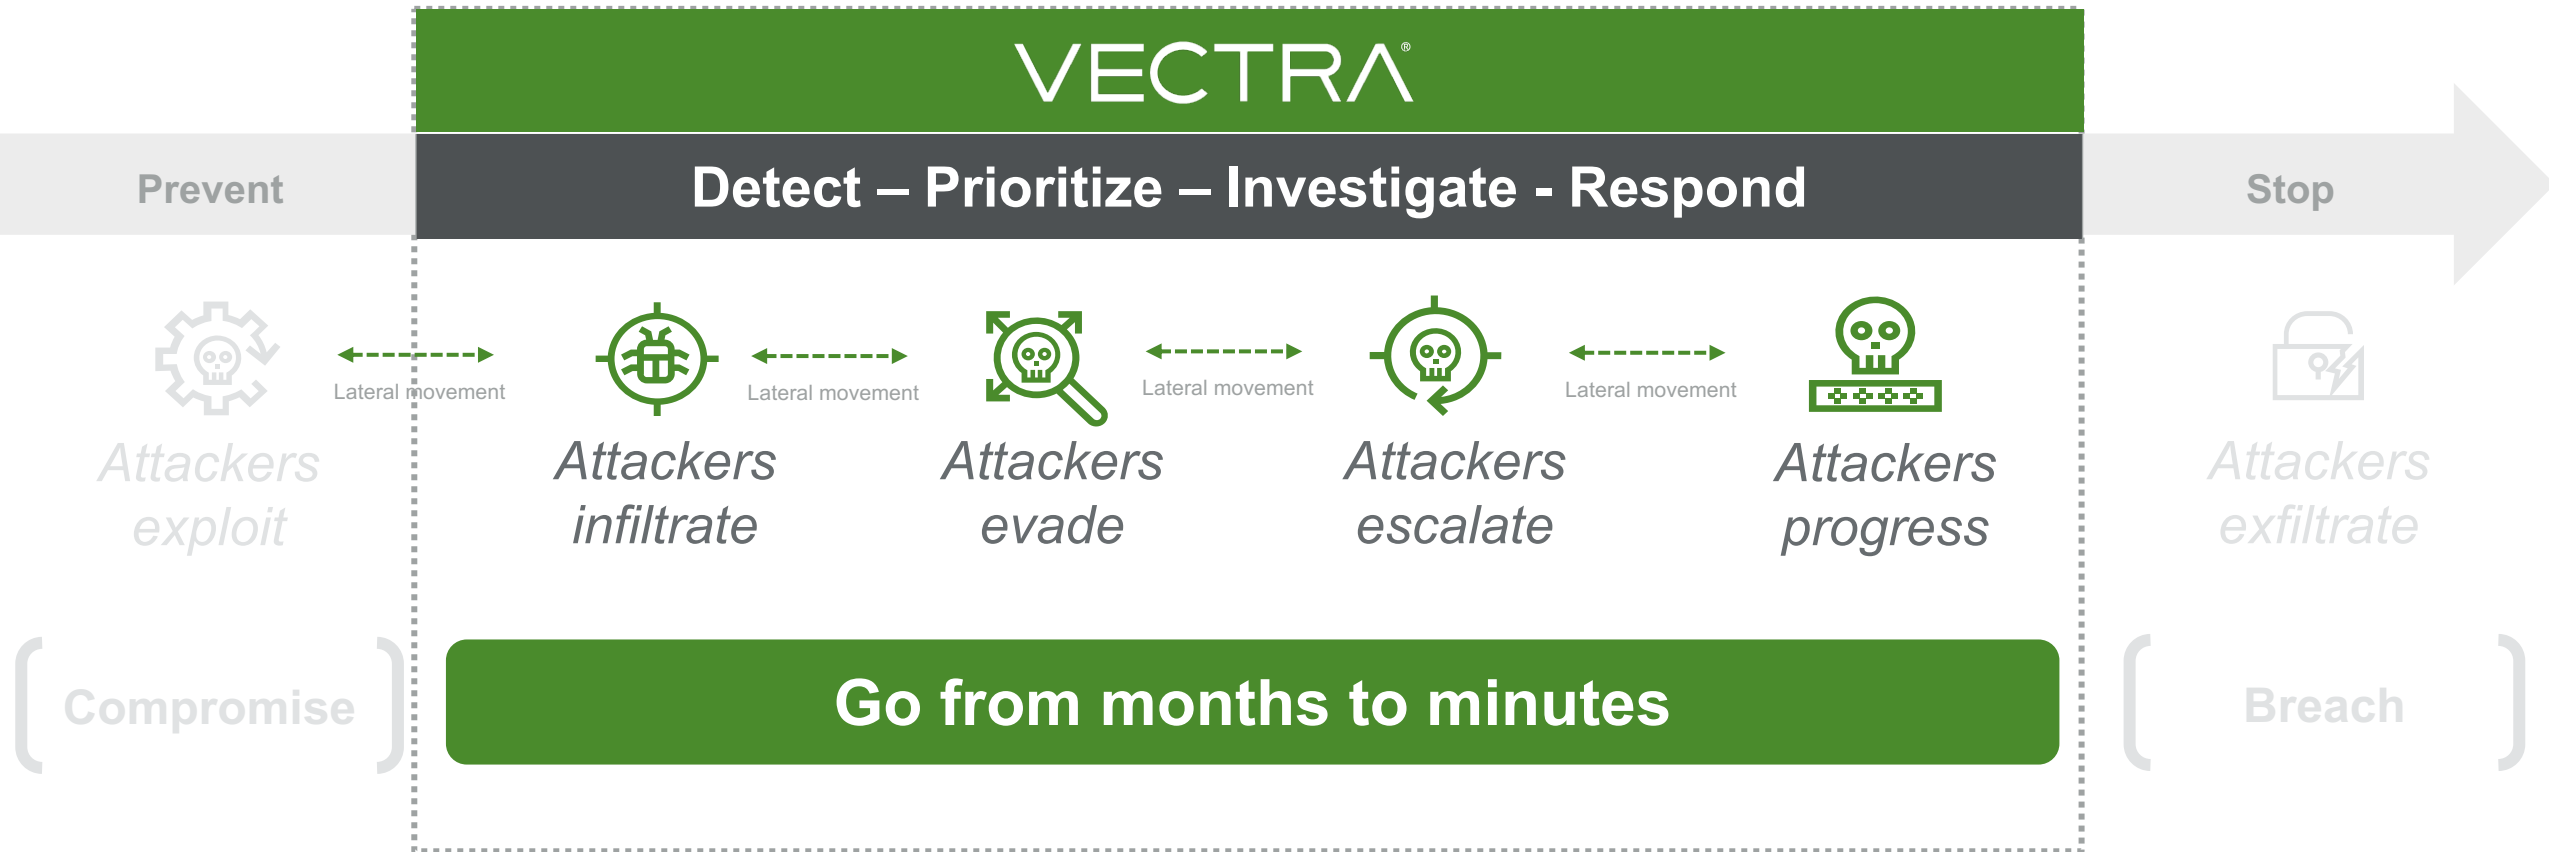 VECTRA®
Prevent
Detect – Prioritize – Investigate - Respond
Stop
Lateral movement
Lateral movement
Lateral movement
Lateral movement
Attackers
exploit
Attackers
infiltrate
Attackers
evade
Attackers
escalate
Attackers
progress
Attackers
exfiltrate
Compromise
Go from months to minutes
Breach